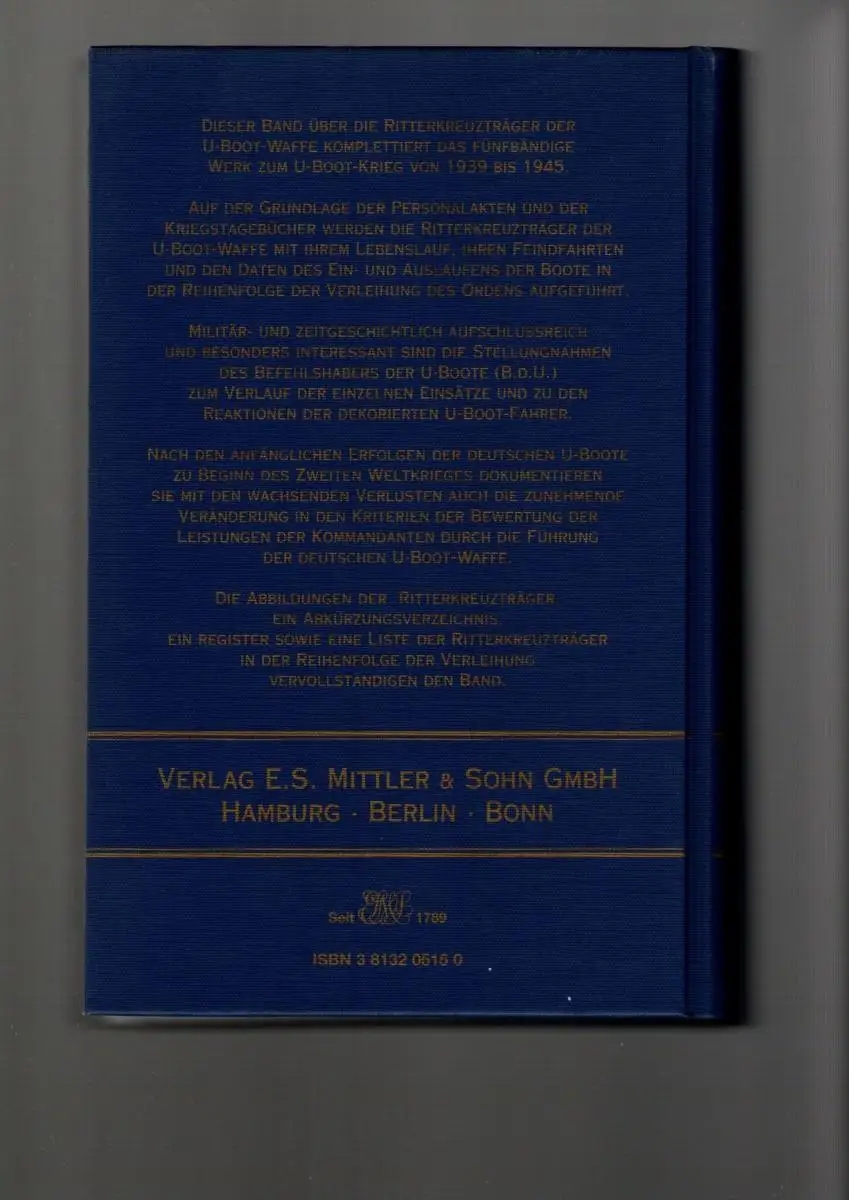 DIESER BAND ÜBER DIE RITTERKREUZTRÄGER DER
U-BOOT-WAFFE KOMPLETTIERT DAS FÜNFBÄNDIGE
WERK ZUM U-BOOT-KRIEG VON 1939 BIS 1945.
AUF DER GRUNDLAGE DER PERSONALAKTEN UND DER
KRIEGSTAGEBÜCHER WERDEN DIE RITTERKREUZTRÄGER DER
U-BOOT-WAFFE MIT IHREM LEBENSLAUF, IHREN FEINDFAHRTEN
UND DEN DATEN DES EIN- UND AUSLAUFENS DER BOOTE IN
DER REIHENFOLGE DER VERLEIHUNG DES ORDENS AUFGEFÜHRT.
MILITÄR- UND ZEITGESCHICHTLICH AUFSCHLUSSREICH
UND BESONDERS INTERESSANT SIND DIE STELLUNGNAHMEN
DES BEFEHLSHABERS DER U-BOOTE (B.D.U.)
ZUM VERLAUF DER EINZELNEN EINSÄTZE UND ZU DEN
REAKTIONEN DER DEKORIERTEN U-BOOT-FAHRER.
NACH DEN ANFÄNGLICHEN ERFOLGEN DER DEUTSCHEN U-BOOTE
ZU BEGINN DES ZWEITEN WELTKRIEGES DOKUMENTIEREN
SIE MIT DEN WACHSENDEN VERLUSTEN AUCH DIE ZUNEHMENDE
VERÄNDERUNG IN DEN KRITERIEN DER BEWERTUNG DER
LEISTUNGEN DER KOMMANDANTEN DURCH DIE FÜHRUNG
DER DEUTSCHEN U-BOOT-WAFFE.
DIE ABBILDUNGEN DER RITTERKREUZTRÄGER,
EIN ABKÜRZUNGSVERZEICHNIS,
EIN REGISTER SOWIE EINE LISTE DER RITTERKREUZTRÄGER
IN DER REIHENFOLGE DER VERLEIHUNG
VERVOLLSTÄNDIGEN DEN BAND.
VERLAG E.S. MITTLER & SOHN GMBH
HAMBURG · BERLIN · BONN
Seit 1789
ISBN 3 8132 0515 0